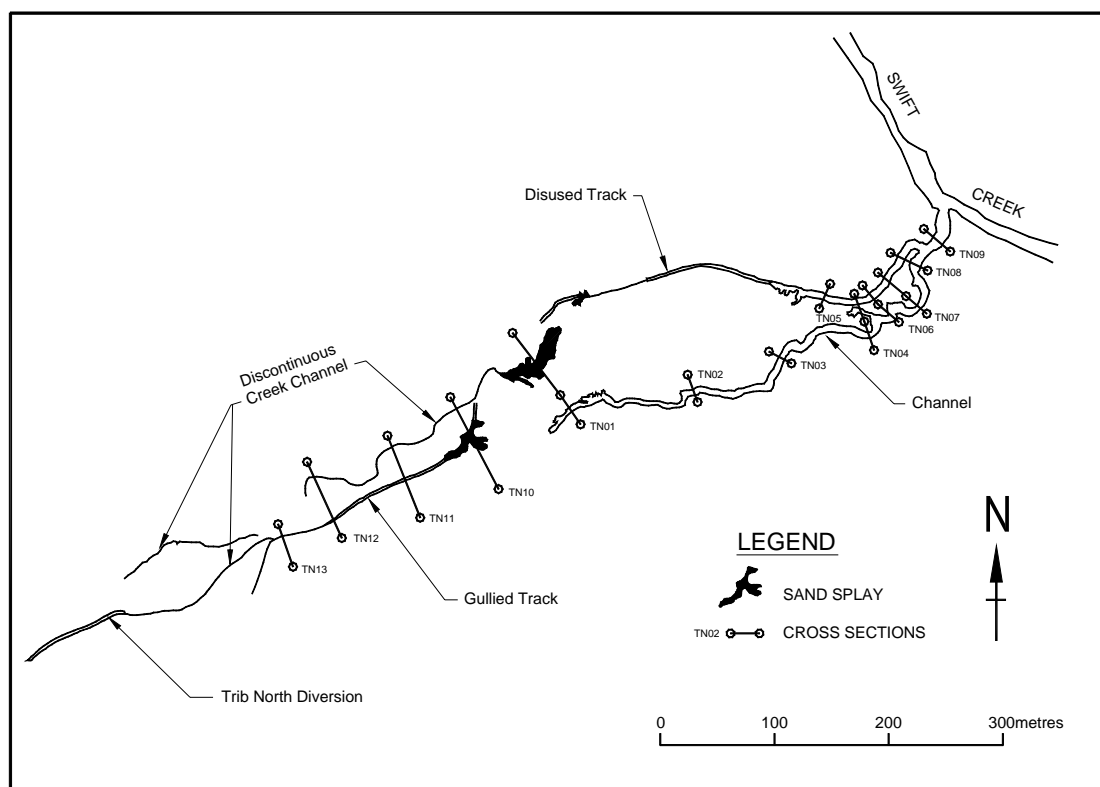 SWIFT
CREEK
Disused Track
TN09
TN08
TN07
TN05
TN06
TN04
TN03
TN02
Discontinuous
Creek Channel
Channel
TN01
TN10
TN11
TN12
TN13
Gullied Track
Trib North Diversion
LEGEND
SAND SPLAY
TN02 CROSS SECTIONS
N
0 100 200 300metres